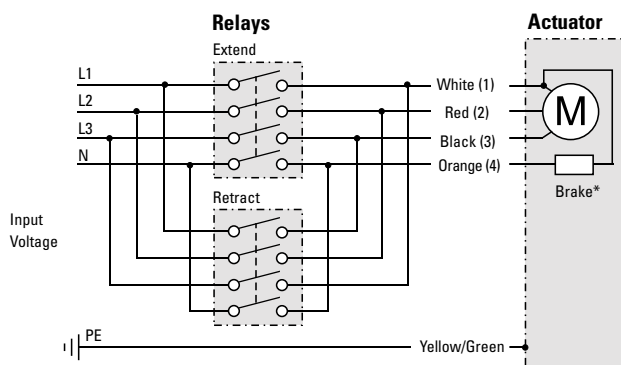 Relays
Actuator
Extend
L1
White (1)
L2
Red (2)
M
L3
Black (3)
N
Orange (4)
Brake*
Retract
Input
Voltage
PE
Yellow/Green